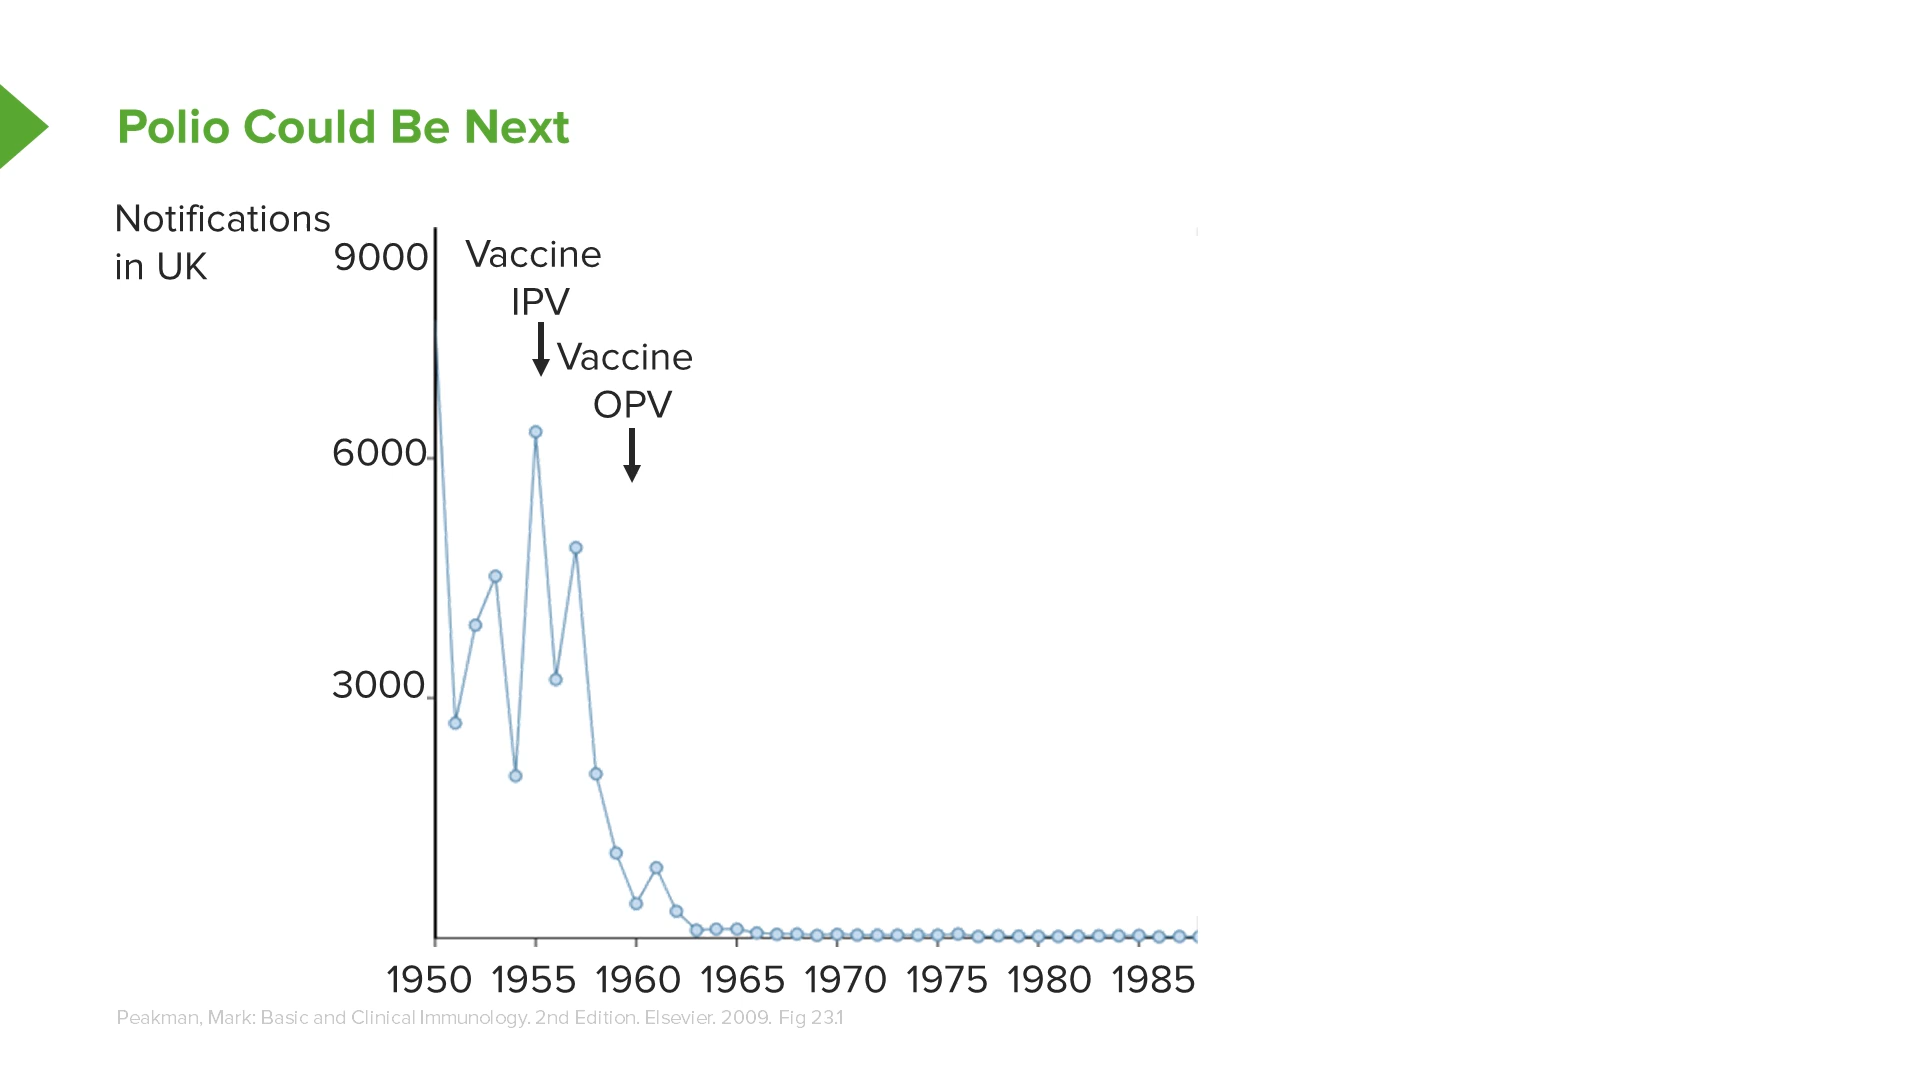 Polio Could Be Next
Notifications
in UK
9000
Vaccine
IPV
Vaccine
OPV
6000
3000
1950 1955 1960 1965 1970 1975 1980 1985
Peakman, Mark: Basic and Clinical Immunology. 2nd Edition. Elsevier. 2009. Fig 23.1